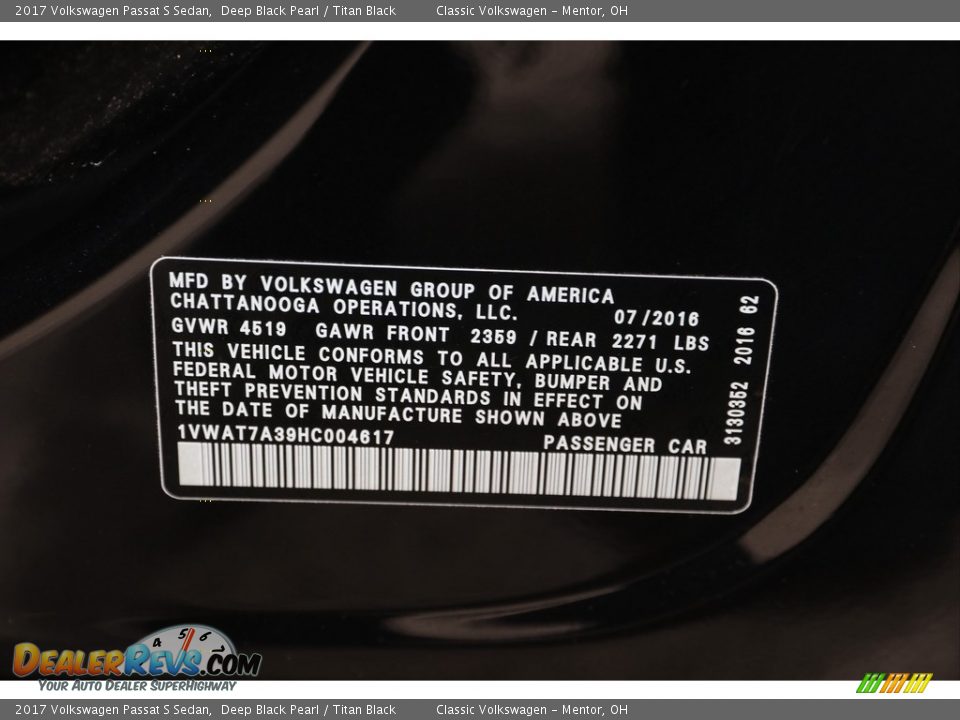 2017 Volkswagen Passat S Sedan, Deep Black Pearl / Titan Black Classic Volkswagen – Mentor, OH
MFD BY VOLKSWAGEN GROUP OF AMERICA
CHATTANOOGA OPERATIONS, LLC. 07/2016
GVWR 4519 GAWR FRONT 2359 / REAR 2271 LBS
THIS VEHICLE CONFORMS TO ALL APPLICABLE U.S.
FEDERAL MOTOR VEHICLE SAFETY, BUMPER AND
THEFT PREVENTION STANDARDS IN EFFECT ON
THE DATE OF MANUFACTURE SHOWN ABOVE
1VWAT7A39HC004617 PASSENGER CAR
3130352 2016 62
4 5 6
DEALERREVS.COM
YOUR AUTO DEALER SUPERHIGHWAY
2017 Volkswagen Passat S Sedan, Deep Black Pearl / Titan Black Classic Volkswagen – Mentor, OH